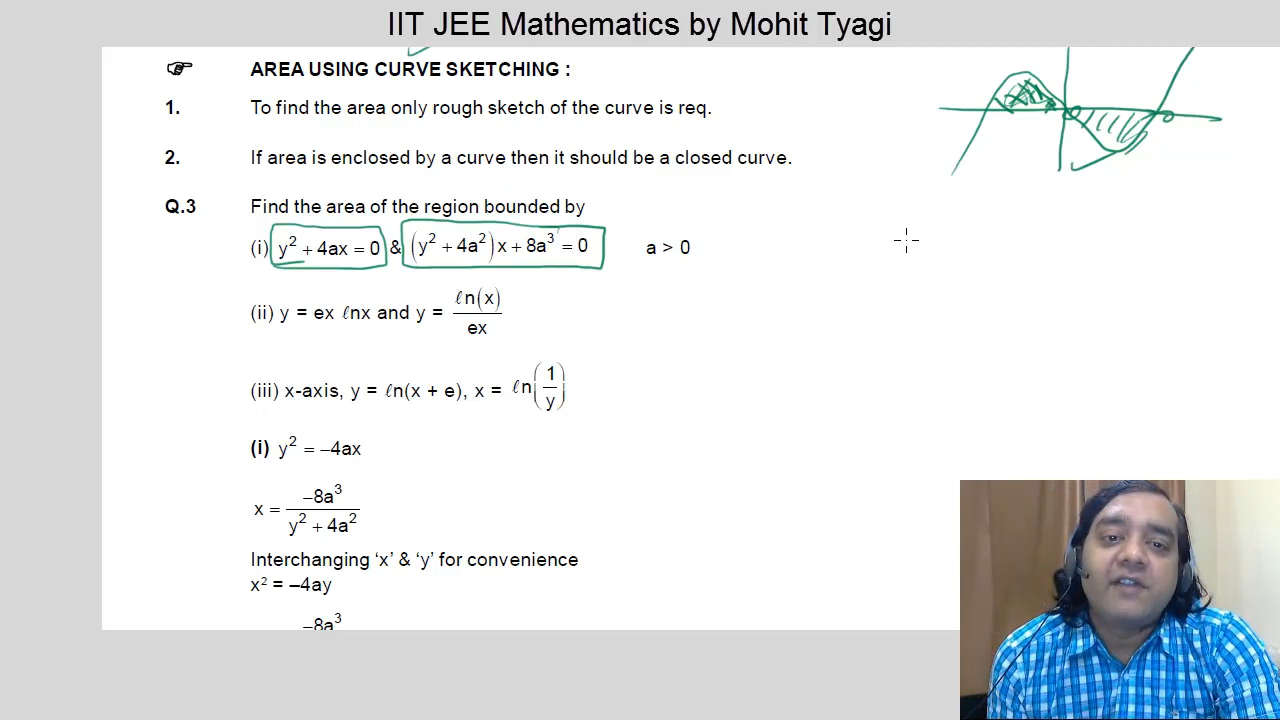 IIT JEE Mathematics by Mohit Tyagi
☞ AREA USING CURVE SKETCHING :
1. To find the area only rough sketch of the curve is req.
2. If area is enclosed by a curve then it should be a closed curve.
Q.3 Find the area of the region bounded by
(i) y² + 4ax = 0 & (y² + 4a²)x + 8a³ = 0 a > 0
(ii) y = ex ℓnx and y = ℓn(x)/ex
(iii) x-axis, y = ℓn(x + e), x = ℓn(1/y)
(i) y² = −4ax
x = −8a³/(y² + 4a²)
Interchanging ‘x’ & ‘y’ for convenience
x² = −4ay
−8a³